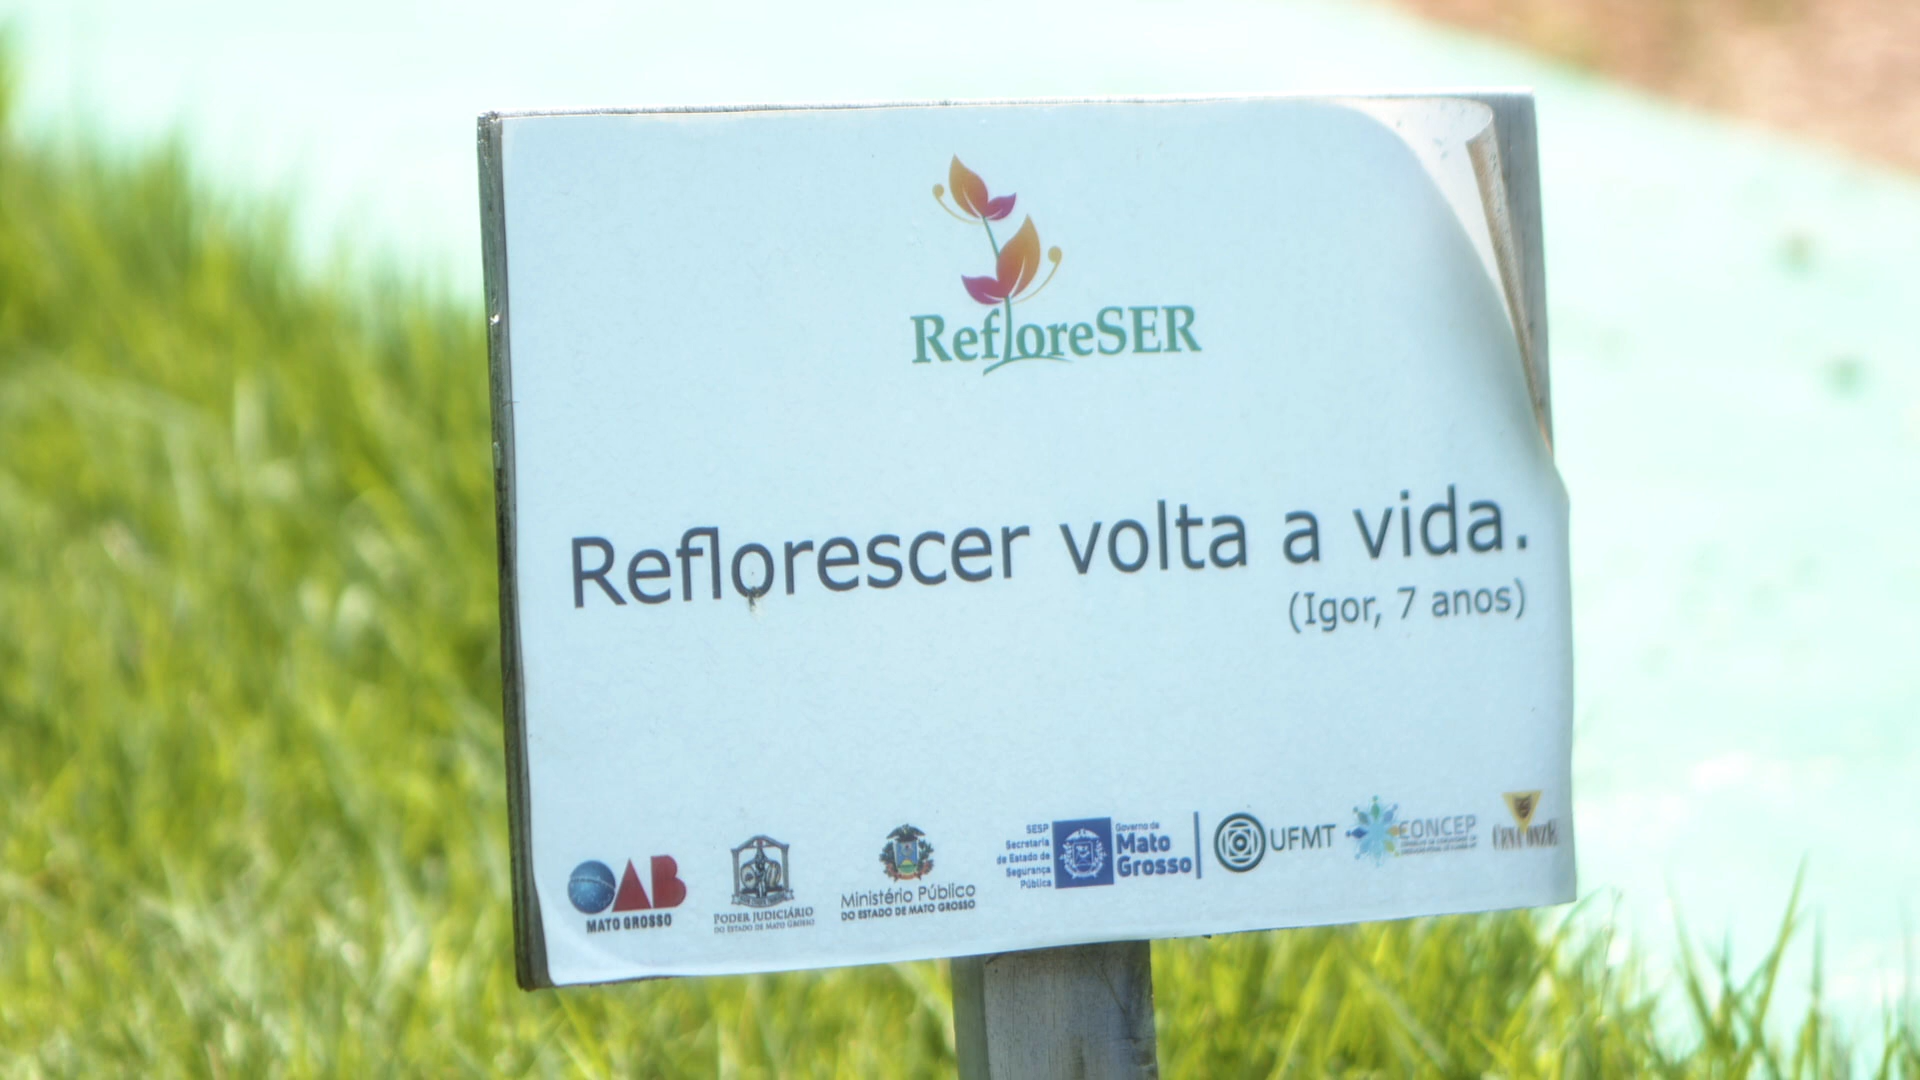 RefloreSER
Reflorescer volta a vida.
(Igor, 7 anos)
OAB
MATO GROSSO
PODER JUDICIÁRIO
DO ESTADO DE MATO GROSSO
Ministério Público
DO ESTADO DE MATO GROSSO
SESP
Secretaria
de Estado de
Segurança
Pública
Governo de
Mato
Grosso
UFMT
CONCEP